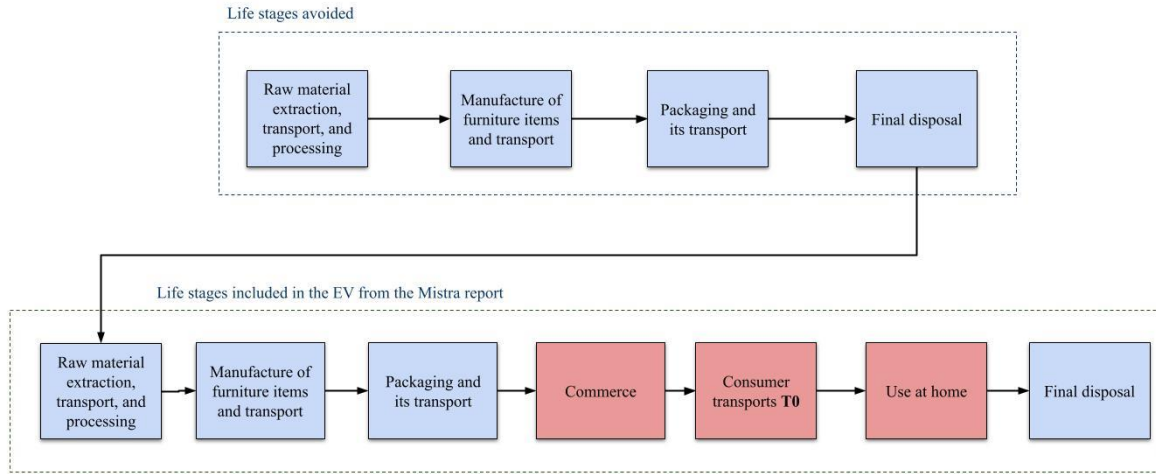 Life stages avoided
Raw material
extraction,
transport, and
processing
Manufacture of
furniture items
and transport
Packaging and
its transport
Final disposal
Life stages included in the EV from the Mistra report
Raw material
extraction,
transport, and
processing
Manufacture of
furniture items
and transport
Packaging and
its transport
Commerce
Consumer
transports T0
Use at home
Final disposal